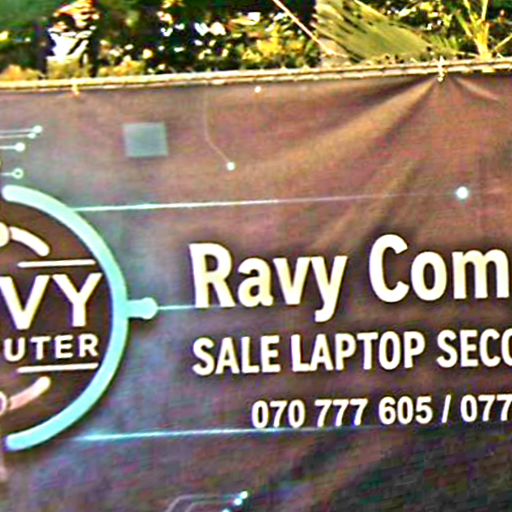 VY
UTER
Ravy Com
SALE LAPTOP SECO
070 777 605 / 077